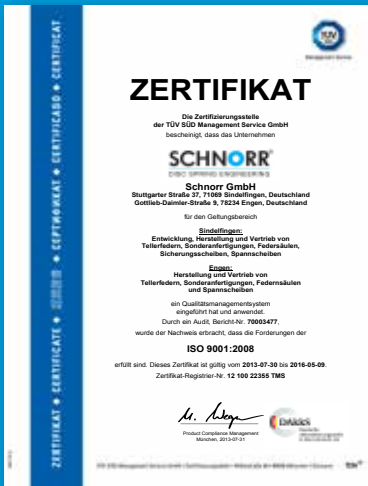 TÜV
Management Service
ZERTIFIKAT
Die Zertifizierungsstelle
der TÜV SÜD Management Service GmbH
bescheinigt, dass das Unternehmen
SCHNORR®
DISC SPRING ENGINEERING
Schnorr GmbH
Stuttgarter Straße 37, 71069 Sindelfingen, Deutschland
Gottlieb-Daimler-Straße 9, 78234 Engen, Deutschland
für den Geltungsbereich
Sindelfingen:
Entwicklung, Herstellung und Vertrieb von
Tellerfedern, Sonderanfertigungen, Federsäulen,
Sicherungsscheiben, Spannscheiben
Engen:
Herstellung und Vertrieb von
Tellerfedern, Sonderanfertigungen, Federnsäulen
und Spannscheiben
ein Qualitätsmanagementsystem
eingeführt hat und anwendet.
Durch ein Audit, Bericht-Nr. 70003477,
wurde der Nachweis erbracht, dass die Forderungen der
ISO 9001:2008
erfüllt sind. Dieses Zertifikat ist gültig vom 2013-07-30 bis 2016-05-09.
Zertifikat-Registrier-Nr. 12 100 22355 TMS
Product Compliance Management
München, 2013-07-31
DAkkS
ZERTIFIKAT ◆ CERTIFICATE ◆
◆ СЕРТИФИКАТ ◆ CERTIFICADO ◆ CERTIFICAT